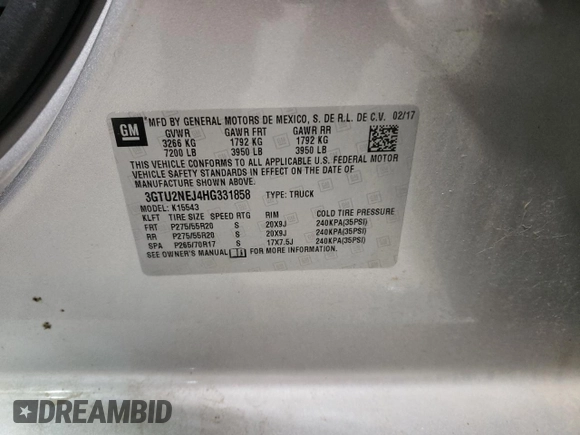 GM
MFD BY GENERAL MOTORS DE MEXICO, S. DE R.L. DE C.V. 02/17
GVWR GAWR FRT GAWR RR
3266 KG 1792 KG 1792 KG
7200 LB 3950 LB 3950 LB
THIS VEHICLE CONFORMS TO ALL APPLICABLE U.S. FEDERAL MOTOR
VEHICLE SAFETY STANDARDS IN EFFECT ON THE DATE OF
MANUFACTURE SHOWN ABOVE.
3GTU2NEJ4HG331858 TYPE: TRUCK
MODEL: K15543
KLFT TIRE SIZE SPEED RTG RIM COLD TIRE PRESSURE
FRT P275/55R20 S 20X9J 240KPA(35PSI)
RR P275/55R20 S 20X9J 240KPA(35PSI)
SPA P265/70R17 S 17X7.5J 240KPA(35PSI)
SEE OWNER'S MANUAL FOR MORE INFORMATION.
DREAMBID